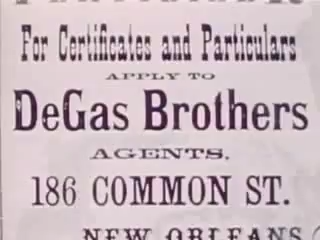 For Certificates and Particulars
APPLY TO
DeGas Brothers
AGENTS,
186 COMMON ST.
NEW ORLEANS